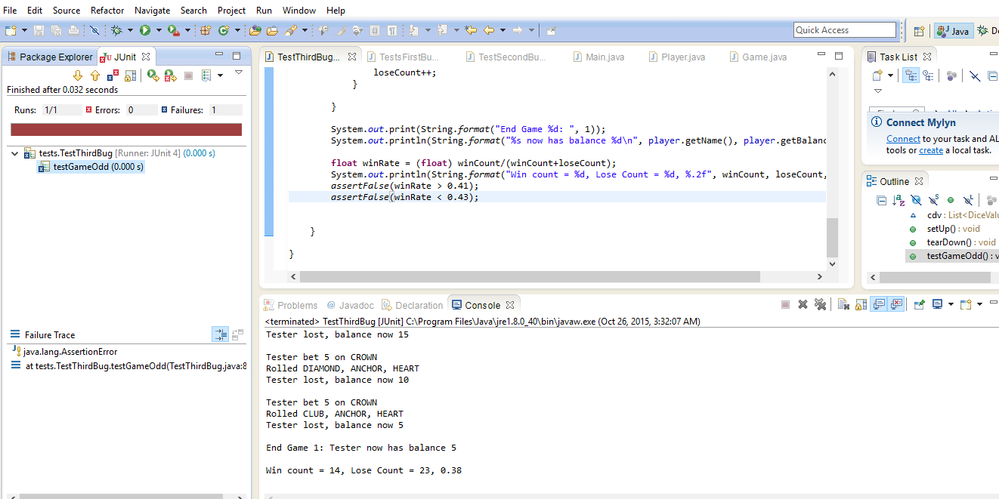 File Edit Source Refactor Navigate Search Project Run Window Help
Quick Access
Java
De
Package Explorer
JUnit
Finished after 0.032 seconds
Runs: 1/1 Errors: 0 Failures: 1
tests.TestThirdBug [Runner: JUnit 4] (0.000 s)
testGameOdd (0.000 s)
Failure Trace
java.lang.AssertionError
at tests.TestThirdBug.testGameOdd(TestThirdBug.java:8
TestThirdBug... TestsFirstBu... TestSecondBu... Main.java Player.java Game.java
loseCount++;
}
}
System.out.print(String.format("End Game %d: ", 1));
System.out.println(String.format("%s now has balance %d\n", player.getName(), player.getBalanc
float winRate = (float) winCount/(winCount+loseCount);
System.out.println(String.format("Win count = %d, Lose Count = %d, %.2f", winCount, loseCount,
assertFalse(winRate > 0.41);
assertFalse(winRate < 0.43);
}
}
Problems @ Javadoc Declaration Console
<terminated> TestThirdBug [JUnit] C:\Program Files\Java\jre1.8.0_40\bin\javaw.exe (Oct 26, 2015, 3:32:07 AM)
Tester lost, balance now 15
Tester bet 5 on CROWN
Rolled DIAMOND, ANCHOR, HEART
Tester lost, balance now 10
Tester bet 5 on CROWN
Rolled CLUB, ANCHOR, HEART
Tester lost, balance now 5
End Game 1: Tester now has balance 5
Win count = 14, Lose Count = 23, 0.38
Task List
Connect Mylyn
Connect to your task and AL
tools or create a local task.
Outline
cdv : List<DiceValu
setUp() : void
tearDown() : void
testGameOdd() : v